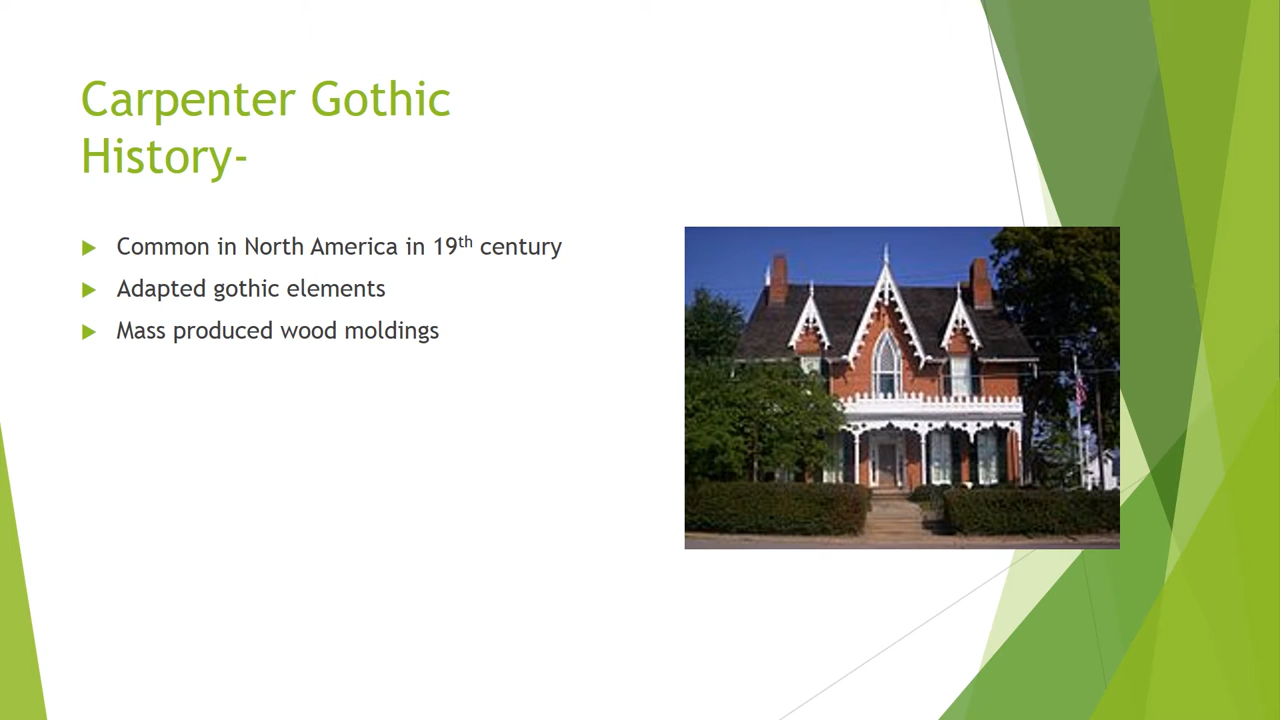 Carpenter Gothic
History-
Common in North America in 19th century
Adapted gothic elements
Mass produced wood moldings